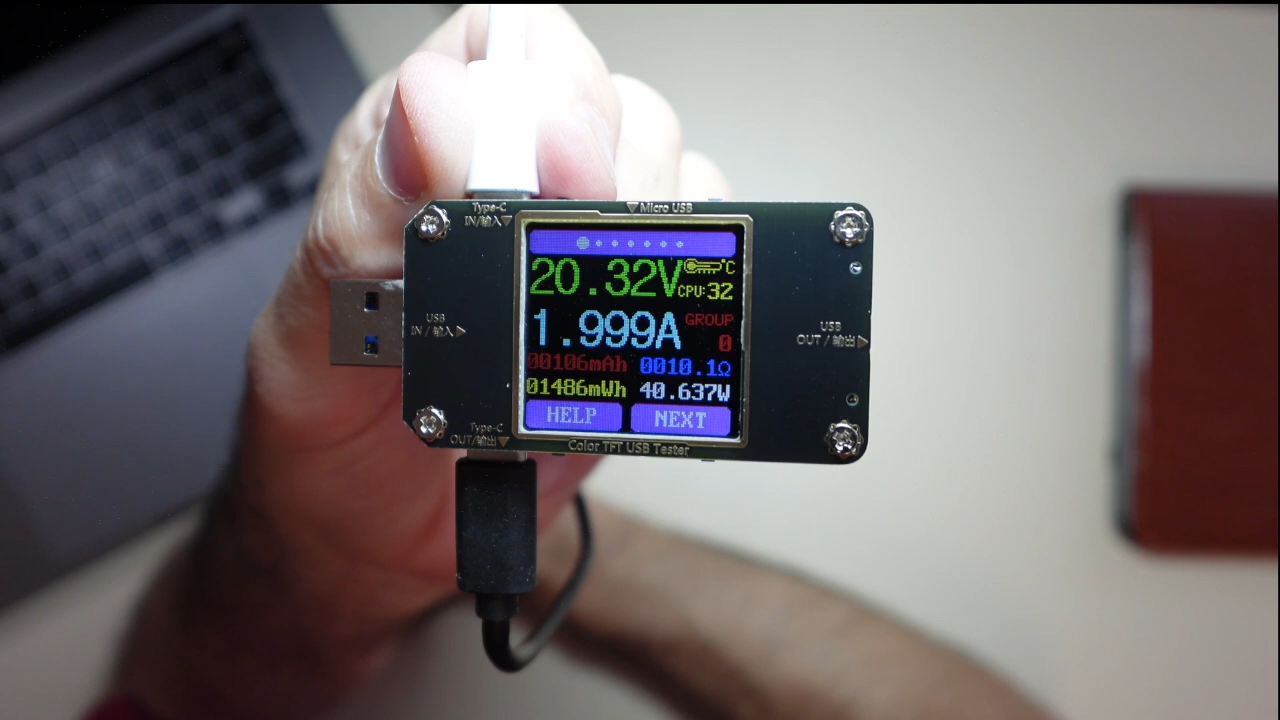 Type-C
IN/输入▽
▽Micro USB
20.32V
°C
CPU:32
1.999A
GROUP
0
00106mAh
0010.1Ω
01486mWh
40.637W
HELP
NEXT
USB
IN / 输入▷
USB
OUT / 输出▷
Type-C
OUT/输出▽
Color TFT USB Tester